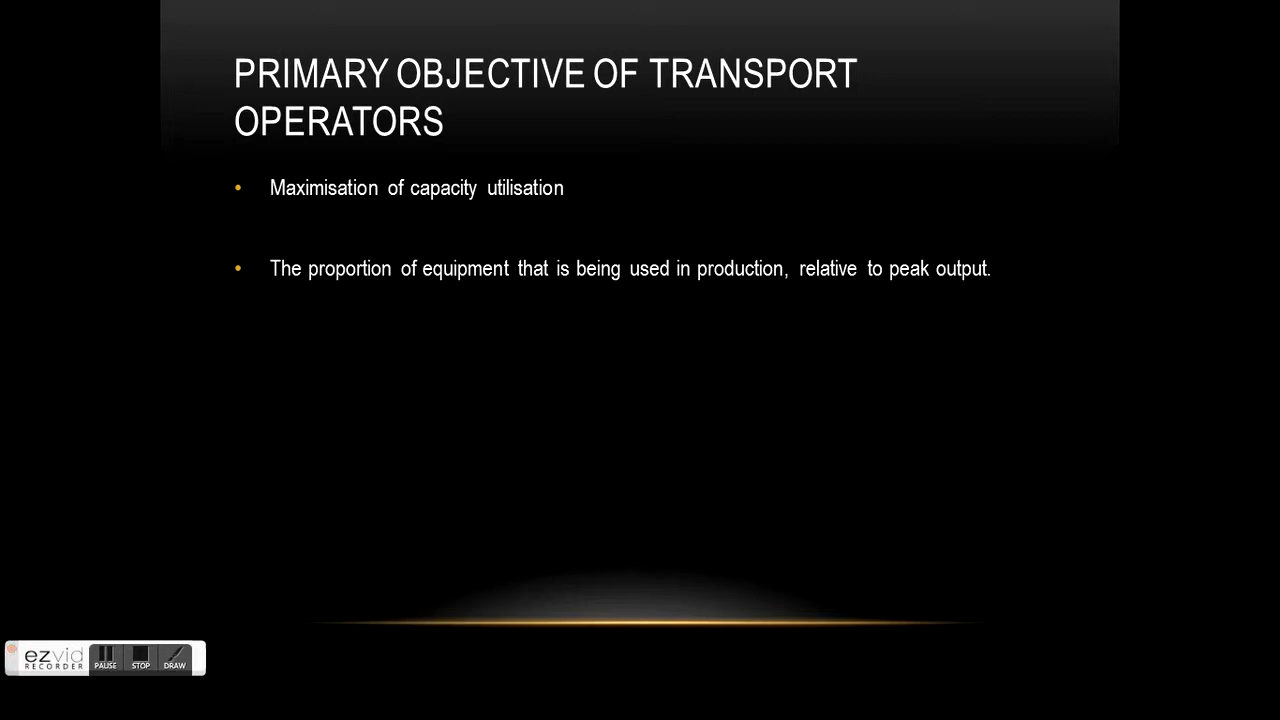 PRIMARY OBJECTIVE OF TRANSPORT
OPERATORS
• Maximisation of capacity utilisation
• The proportion of equipment that is being used in production, relative to peak output.
ezvid
RECORDER
PAUSE STOP DRAW